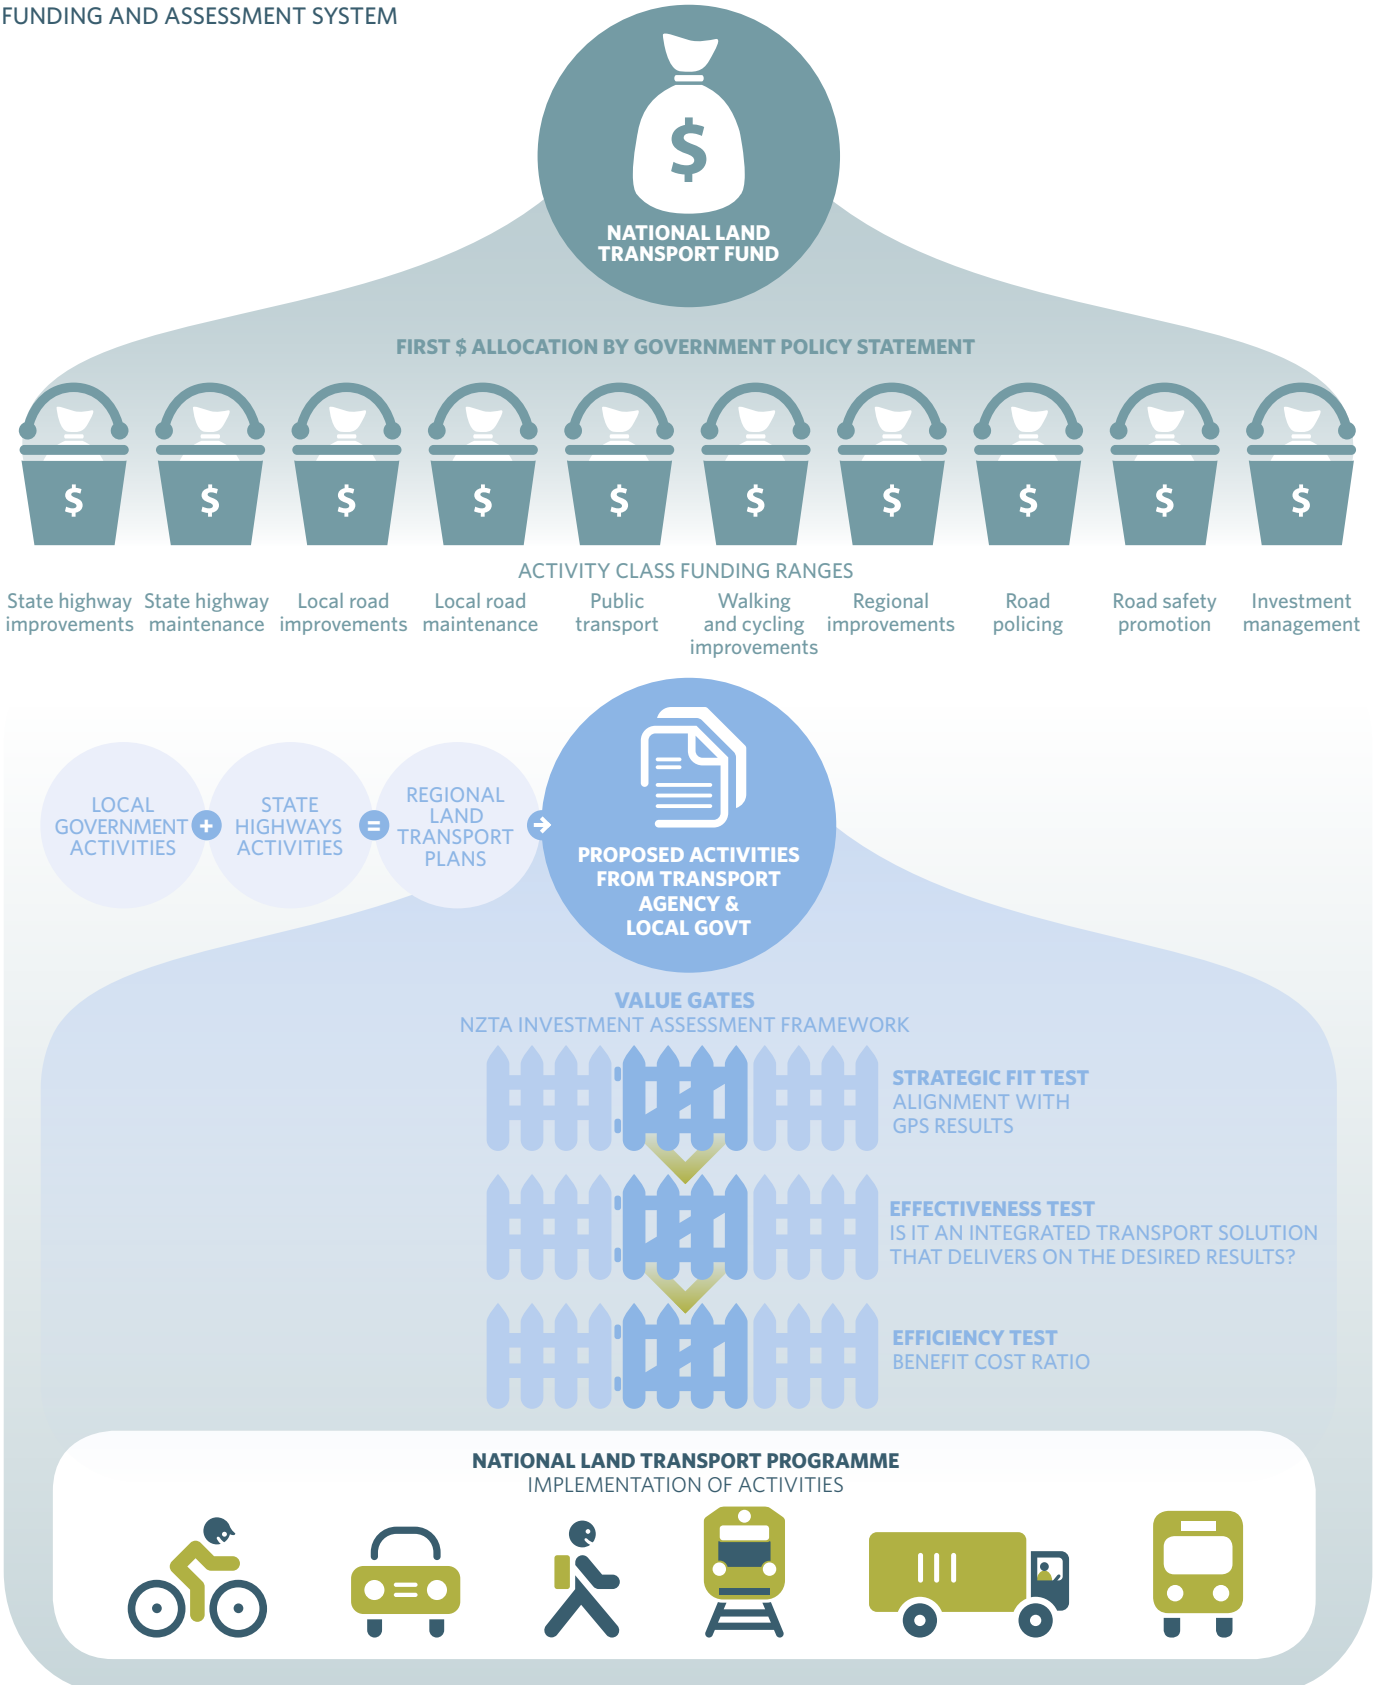 FUNDING AND ASSESSMENT SYSTEM
$
NATIONAL LAND
TRANSPORT FUND
FIRST $ ALLOCATION BY GOVERNMENT POLICY STATEMENT
$ $ $ $ $ $ $ $ $ $
ACTIVITY CLASS FUNDING RANGES
State highway
improvements
State highway
maintenance
Local road
improvements
Local road
maintenance
Public
transport
Walking
and cycling
improvements
Regional
improvements
Road
policing
Road safety
promotion
Investment
management
LOCAL
GOVERNMENT
ACTIVITIES
+
STATE
HIGHWAYS
ACTIVITIES
=
REGIONAL
LAND
TRANSPORT
PLANS
PROPOSED ACTIVITIES
FROM TRANSPORT
AGENCY &
LOCAL GOVT
VALUE GATES
NZTA INVESTMENT ASSESSMENT FRAMEWORK
STRATEGIC FIT TEST
ALIGNMENT WITH
GPS RESULTS
EFFECTIVENESS TEST
IS IT AN INTEGRATED TRANSPORT SOLUTION
THAT DELIVERS ON THE DESIRED RESULTS?
EFFICIENCY TEST
BENEFIT COST RATIO
NATIONAL LAND TRANSPORT PROGRAMME
IMPLEMENTATION OF ACTIVITIES